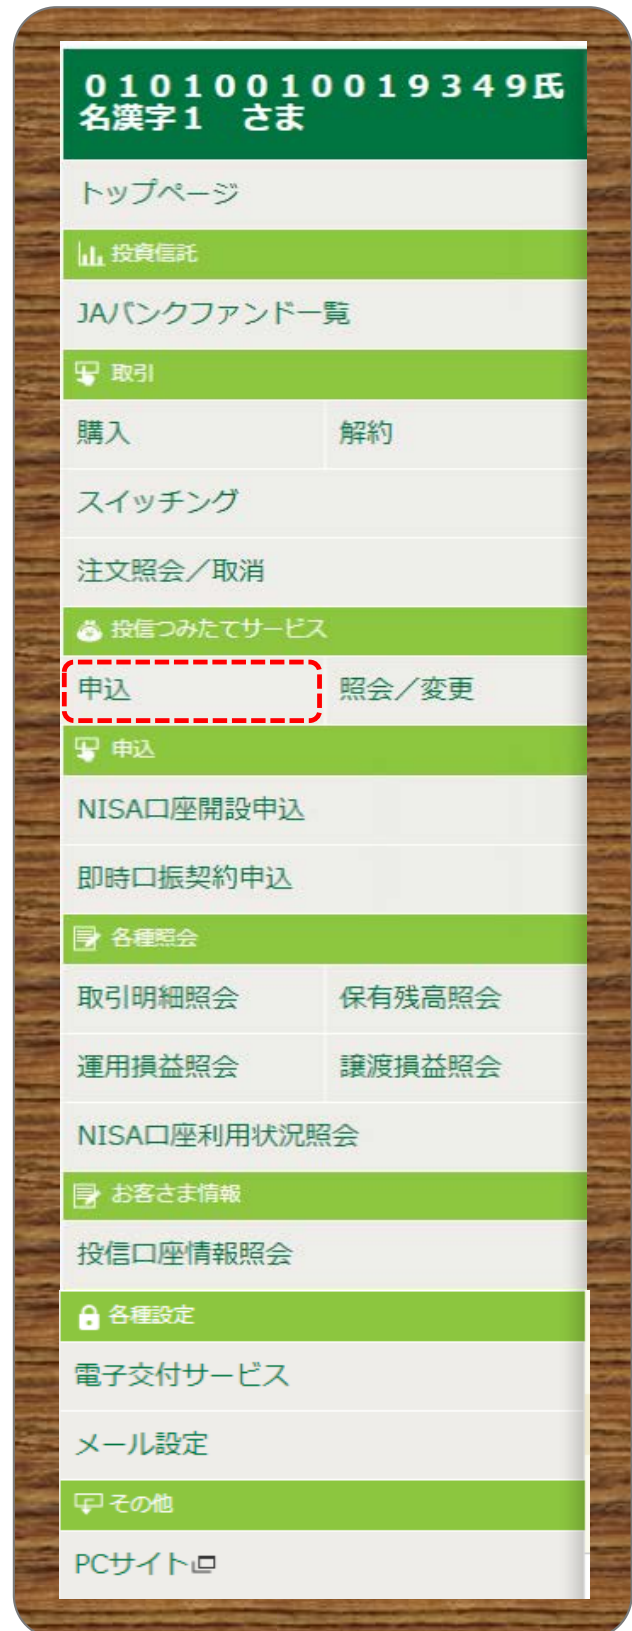 ０１０１００１００１９３４９氏
名漢字１　さま
トップページ
投資信託
JAバンクファンド一覧
取引
購入 解約
スイッチング
注文照会／取消
投信つみたてサービス
申込 照会／変更
申込
NISA口座開設申込
即時口振契約申込
各種照会
取引明細照会 保有残高照会
運用損益照会 譲渡損益照会
NISA口座利用状況照会
お客さま情報
投信口座情報照会
各種設定
電子交付サービス
メール設定
その他
PCサイト